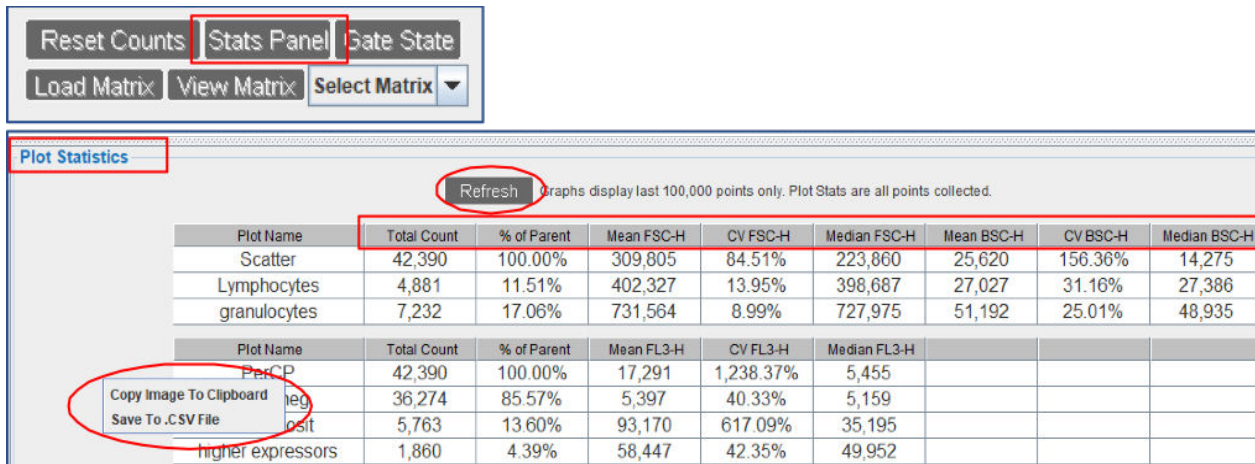 Reset Counts Stats Panel Gate State
Load Matrix View Matrix Select Matrix
Plot Statistics
Refresh Graphs display last 100,000 points only. Plot Stats are all points collected.
Plot Name Total Count % of Parent Mean FSC-H CV FSC-H Median FSC-H Mean BSC-H CV BSC-H Median BSC-H
Scatter 42,390 100.00% 309,805 84.51% 223,860 25,620 156.36% 14,275
Lymphocytes 4,881 11.51% 402,327 13.95% 398,687 27,027 31.16% 27,386
granulocytes 7,232 17.06% 731,564 8.99% 727,975 51,192 25.01% 48,935
Plot Name Total Count % of Parent Mean FL3-H CV FL3-H Median FL3-H
PerCP 42,390 100.00% 17,291 1,238.37% 5,455
Copy Image To Clipboard neg 36,274 85.57% 5,397 40.33% 5,159
Save To .CSV File osit 5,763 13.60% 93,170 617.09% 35,195
higher expressors 1,860 4.39% 58,447 42.35% 49,952